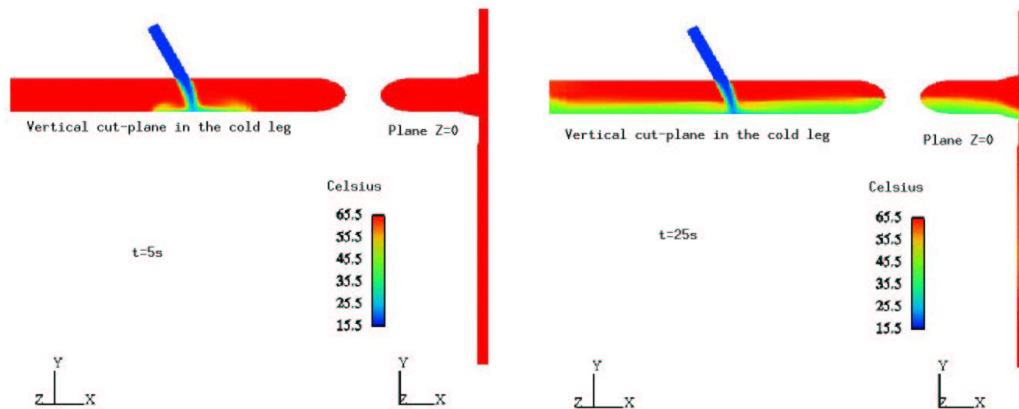 Vertical cut-plane in the cold leg
Plane Z=0
Celsius
65.5
55.5
45.5
35.5
25.5
15.5
t=5s
Y
Z X
Y
Z X
Vertical cut-plane in the cold leg
Plane Z=0
Celsius
65.5
55.5
45.5
35.5
25.5
15.5
t=25s
Y
Z X
Y
Z X